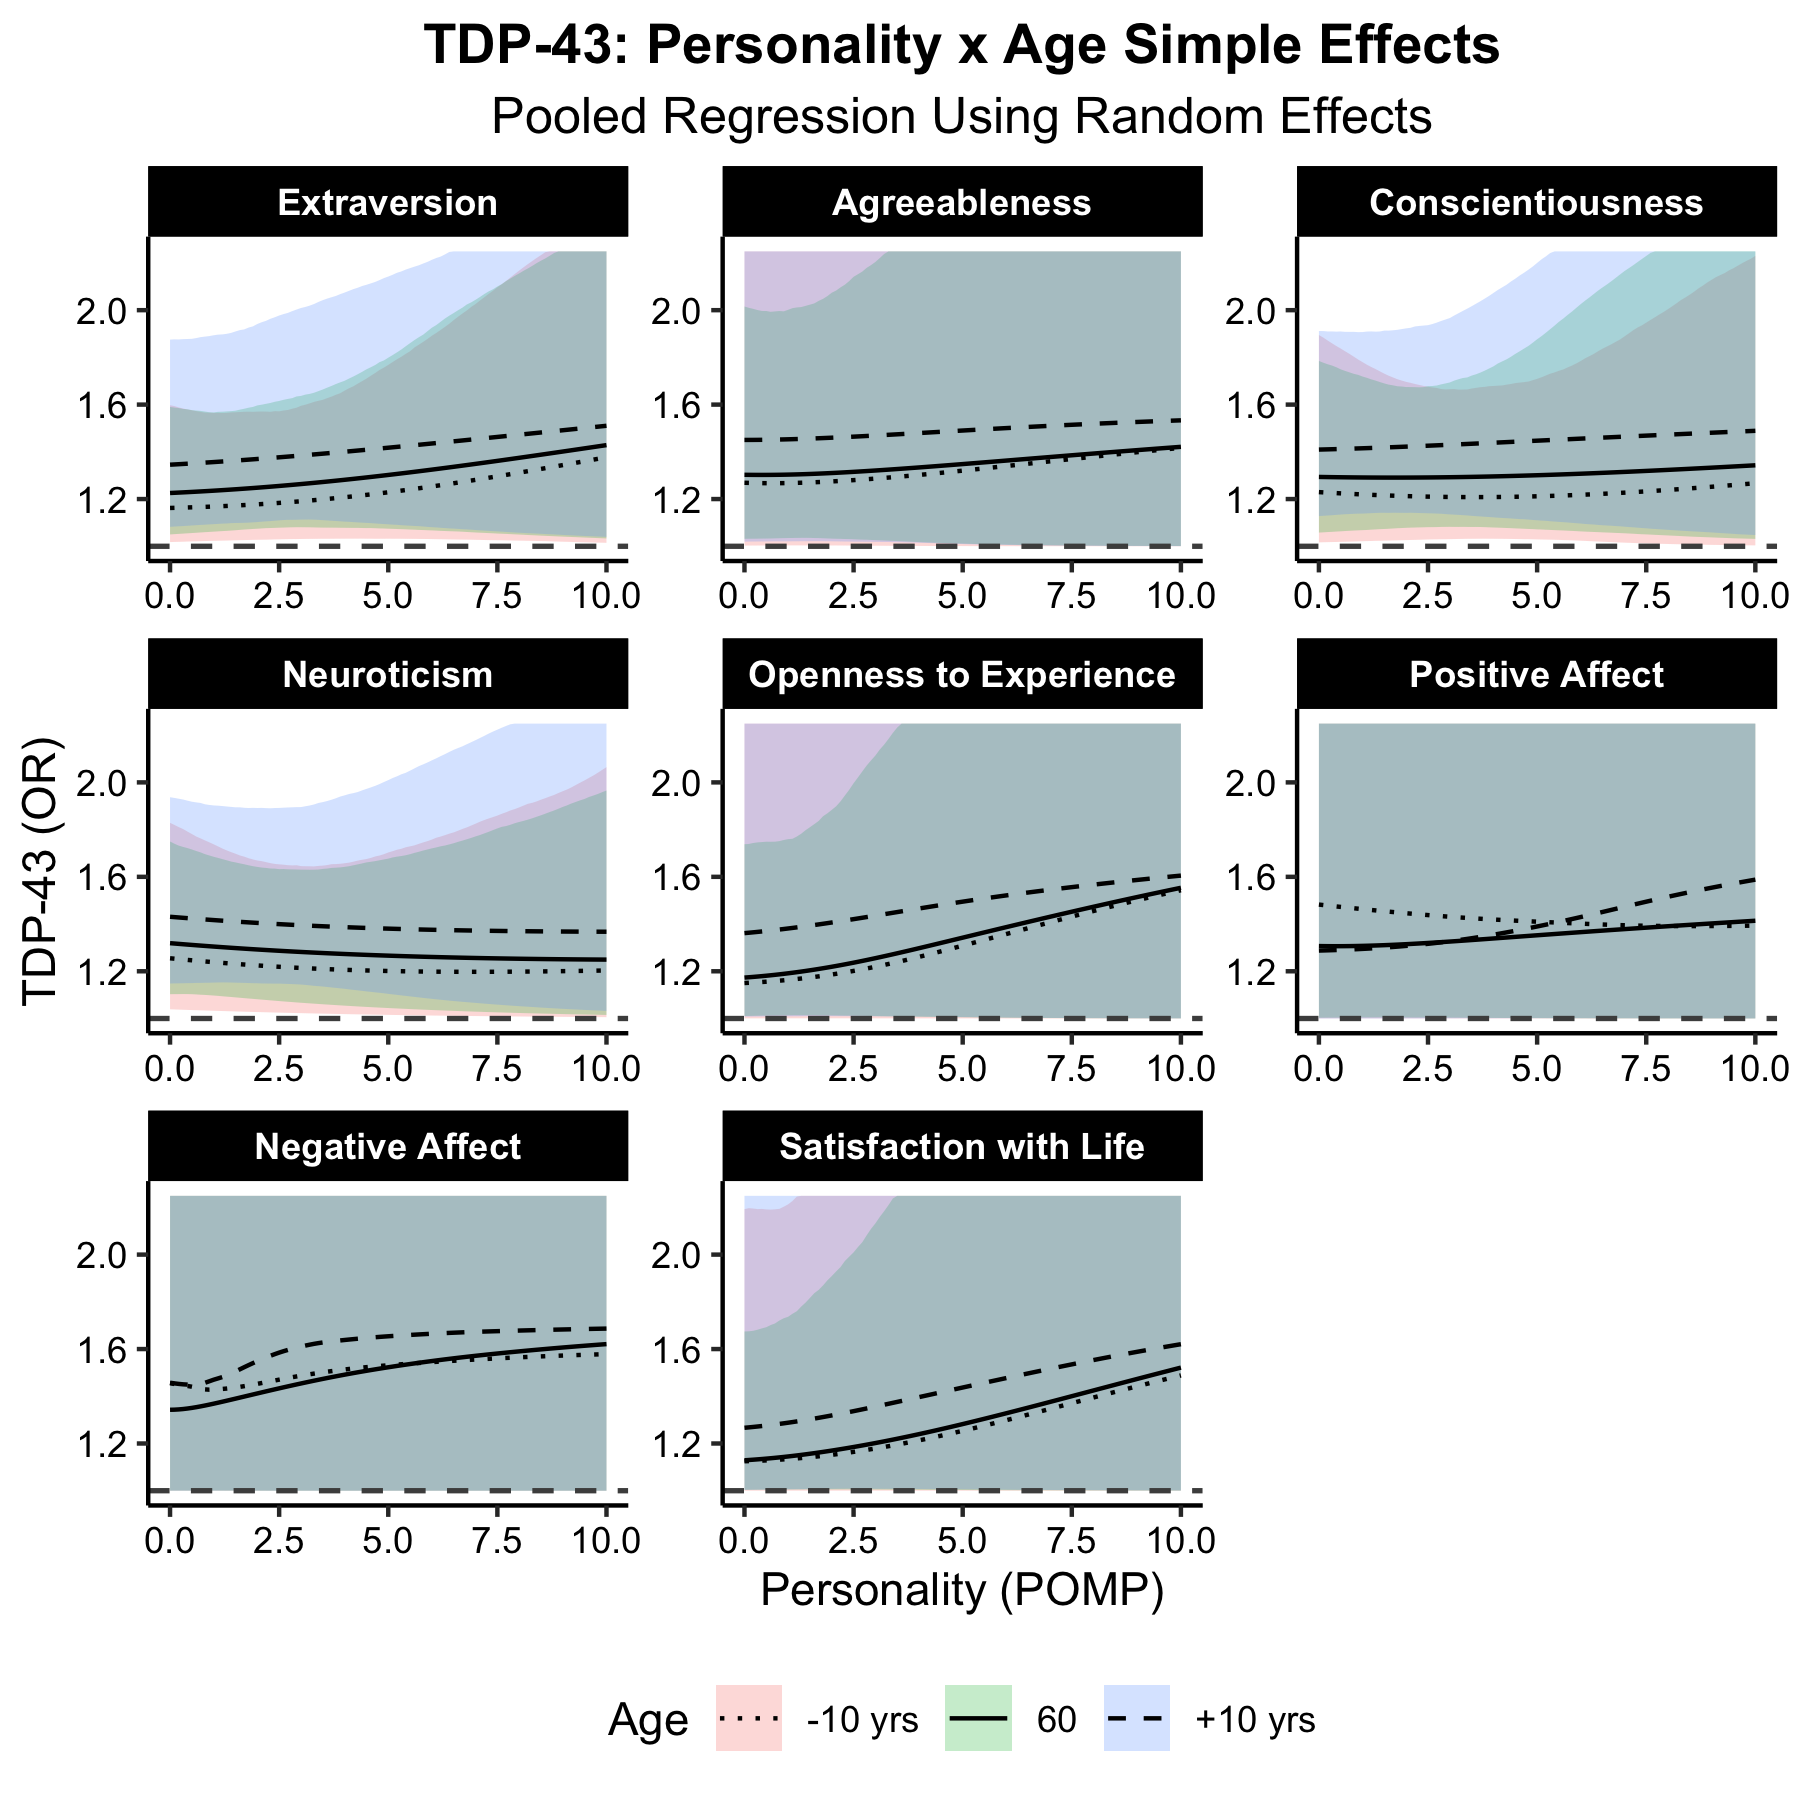 TDP-43: Personality x Age Simple Effects
Pooled Regression Using Random Effects
Extraversion
Agreeableness
Conscientiousness
2.0
1.6
1.2
2.0
1.6
1.2
2.0
1.6
1.2
0.0 2.5 5.0 7.5 10.0
0.0 2.5 5.0 7.5 10.0
0.0 2.5 5.0 7.5 10.0
Neuroticism
Openness to Experience
Positive Affect
TDP-43 (OR)
2.0
1.6
1.2
2.0
1.6
1.2
2.0
1.6
1.2
0.0 2.5 5.0 7.5 10.0
0.0 2.5 5.0 7.5 10.0
0.0 2.5 5.0 7.5 10.0
Negative Affect
Satisfaction with Life
2.0
1.6
1.2
2.0
1.6
1.2
0.0 2.5 5.0 7.5 10.0
0.0 2.5 5.0 7.5 10.0
Personality (POMP)
Age -10 yrs 60 +10 yrs